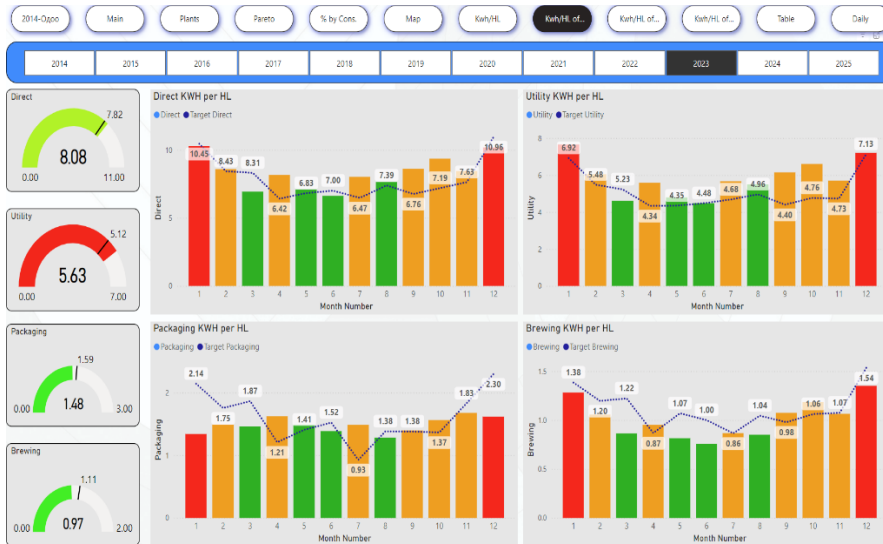 2014-Одоо Main Plants Pareto % by Cons. Map Kwh/HL Kwh/HL of... Kwh/HL of... Kwh/HL of... Table Daily
2014 2015 2016 2017 2018 2019 2020 2021 2022 2023 2024 2025
Direct
7.82
8.08
0.00 11.00
Utility
5.12
5.63
0.00 7.00
Packaging
1.59
0.00 1.48 3.00
Brewing
1.11
0.00 0.97 2.00
Direct KWH per HL
Direct Target Direct
Direct
10
5
0
10.45 8.43 8.31 6.42 6.83 7.00 6.47 7.39 6.76 7.19 7.63 10.96
1 2 3 4 5 6 7 8 9 10 11 12
Month Number
Utility KWH per HL
Utility Target Utility
Utility
8
6
4
2
0
6.92 5.48 5.23 4.34 4.35 4.48 4.68 4.96 4.40 4.76 4.73 7.13
1 2 3 4 5 6 7 8 9 10 11 12
Month Number
Packaging KWH per HL
Packaging Target Packaging
Packaging
2
1
0
2.14 1.75 1.87 1.21 1.41 1.52 0.93 1.38 1.38 1.37 1.83 2.30
1 2 3 4 5 6 7 8 9 10 11 12
Month Number
Brewing KWH per HL
Brewing Target Brewing
Brewing
1.5
1.0
0.5
0.0
1.38 1.20 1.22 0.87 1.07 1.00 0.86 1.04 0.98 1.06 1.07 1.54
1 2 3 4 5 6 7 8 9 10 11 12
Month Number